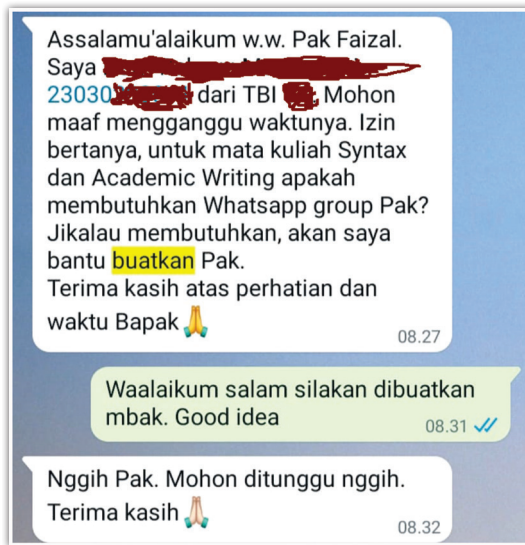 Assalamu'alaikum w.w. Pak Faizal.
Saya
23030 dari TBI , Mohon
maaf mengganggu waktunya. Izin
bertanya, untuk mata kuliah Syntax
dan Academic Writing apakah
membutuhkan Whatsapp group Pak?
Jikalau membutuhkan, akan saya
bantu buatkan Pak.
Terima kasih atas perhatian dan
waktu Bapak 🙏
08.27
Waalaikum salam silakan dibuatkan
mbak. Good idea
08.31
Nggih Pak. Mohon ditunggu nggih.
Terima kasih 🙏🏻
08.32